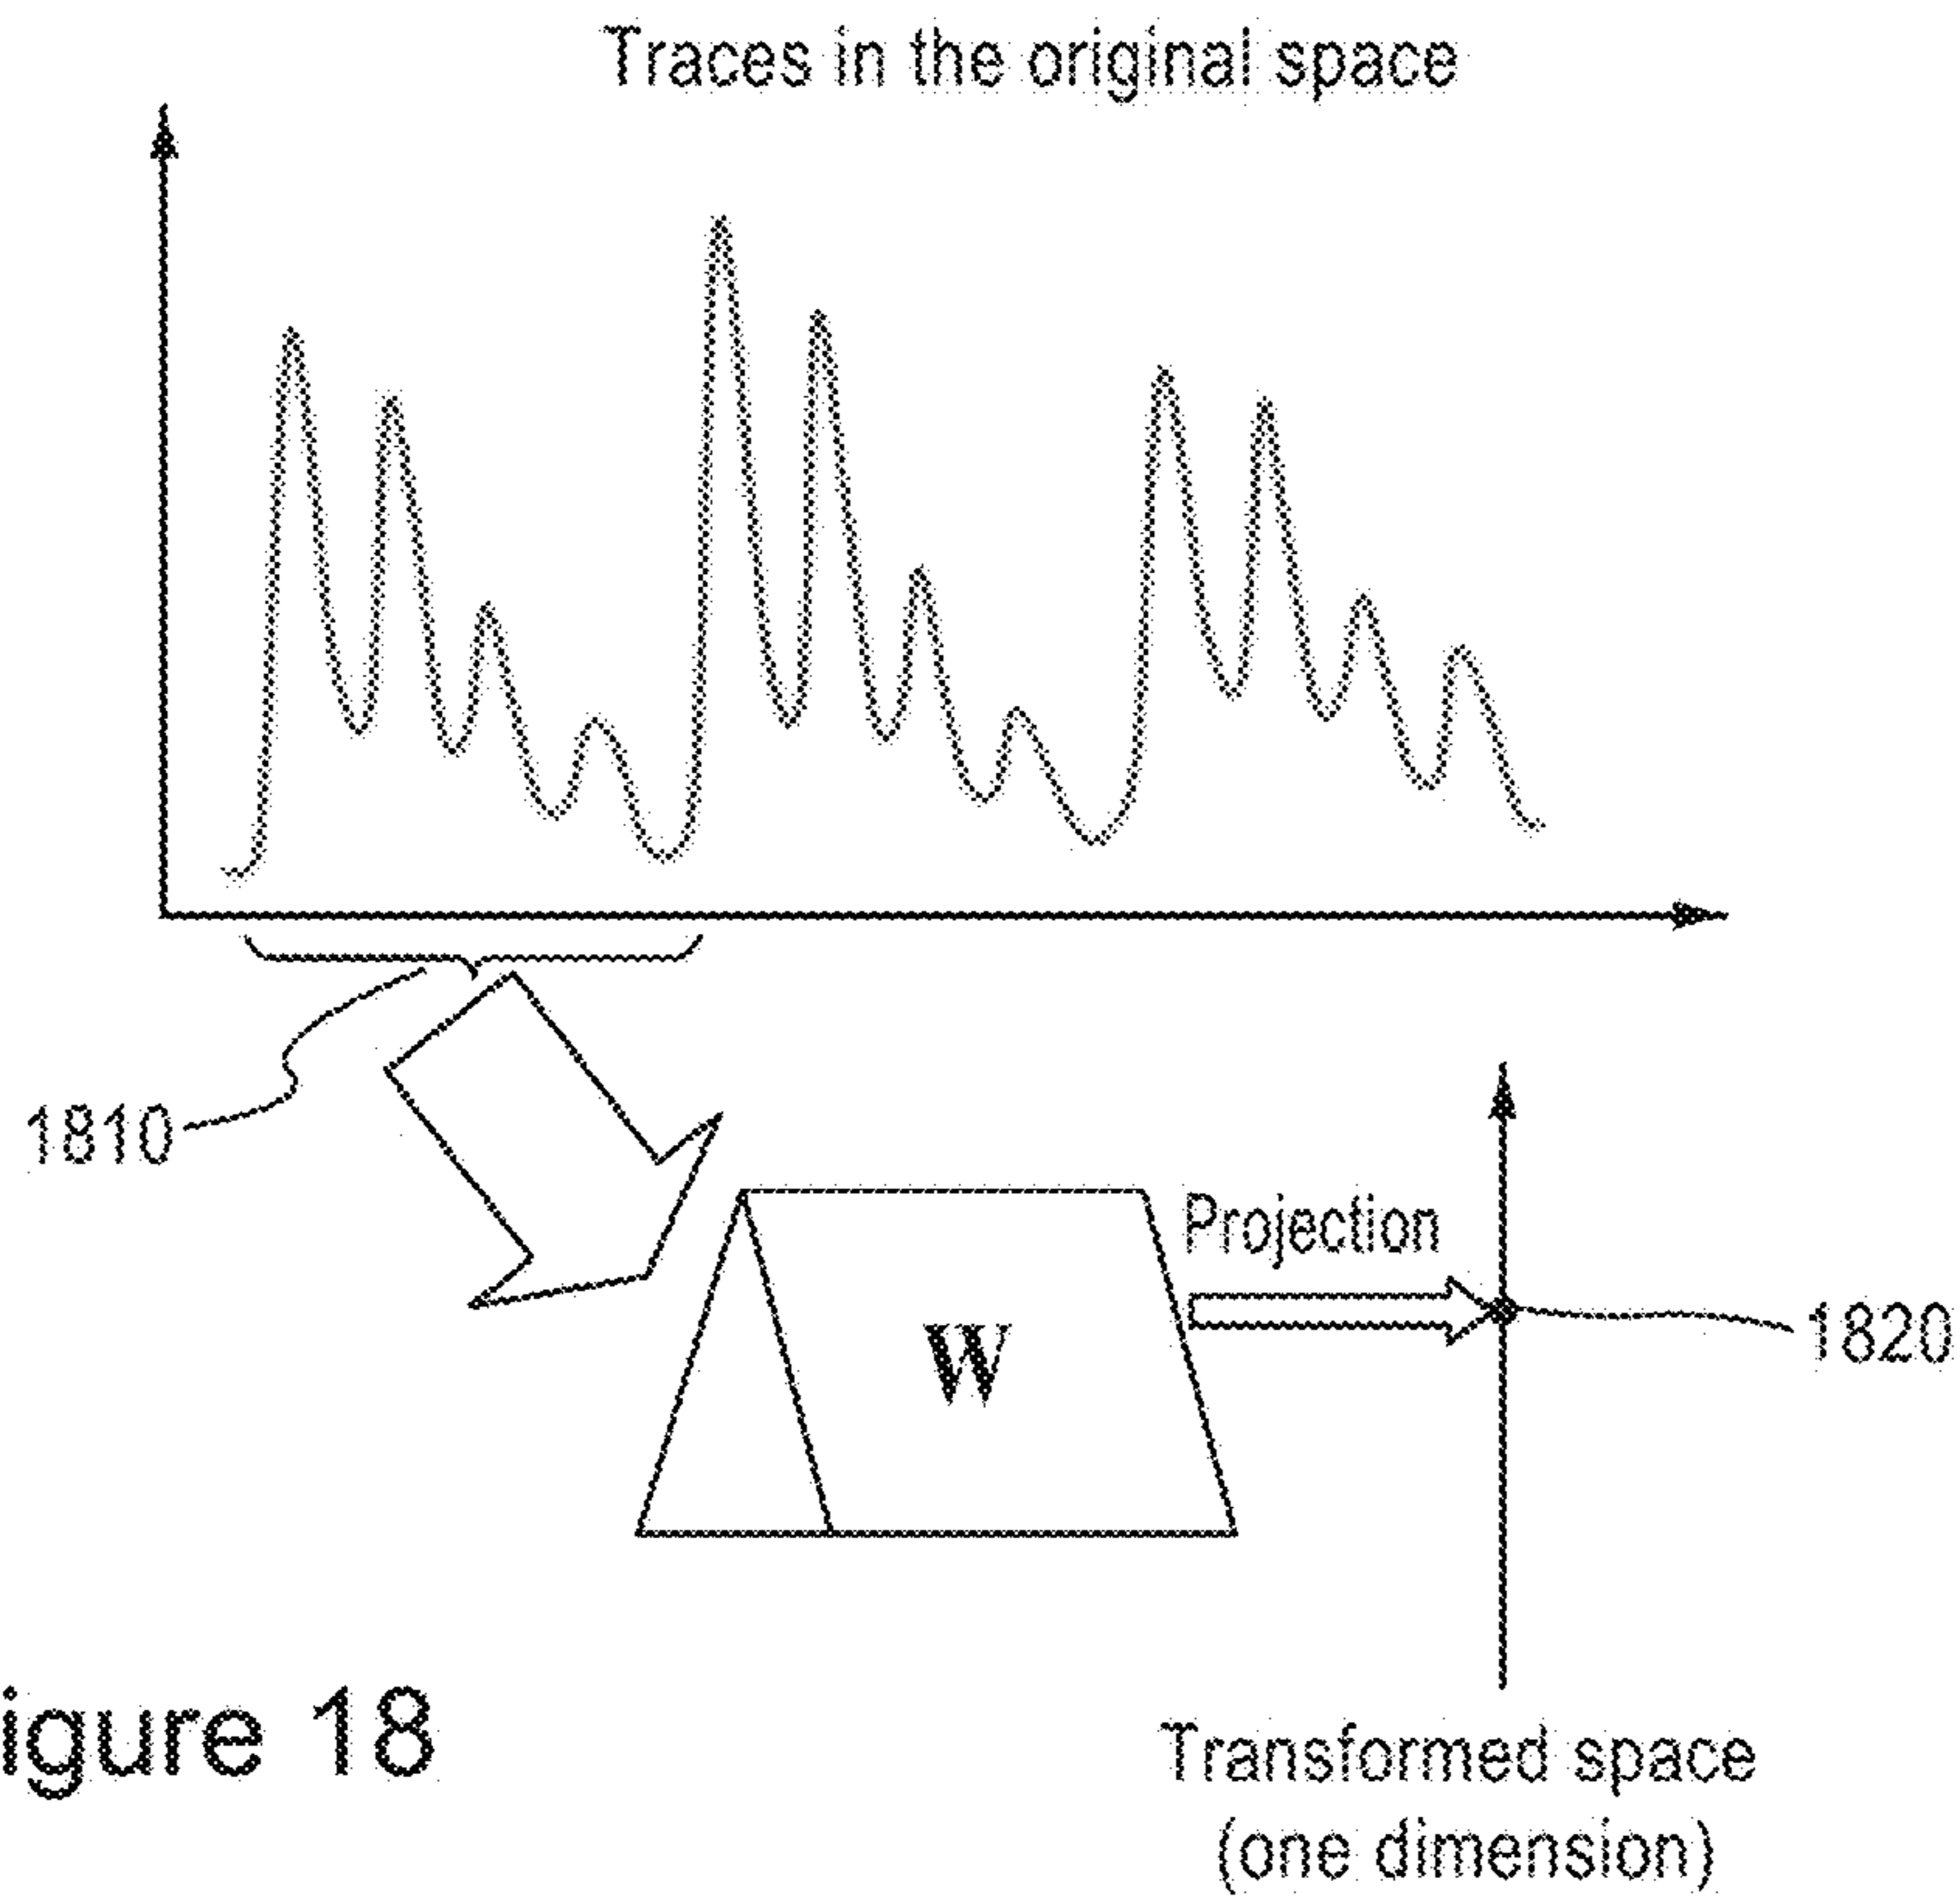 Traces in the original space
1810
Projection
W
1820
igure 18
Transformed space
(one dimension)